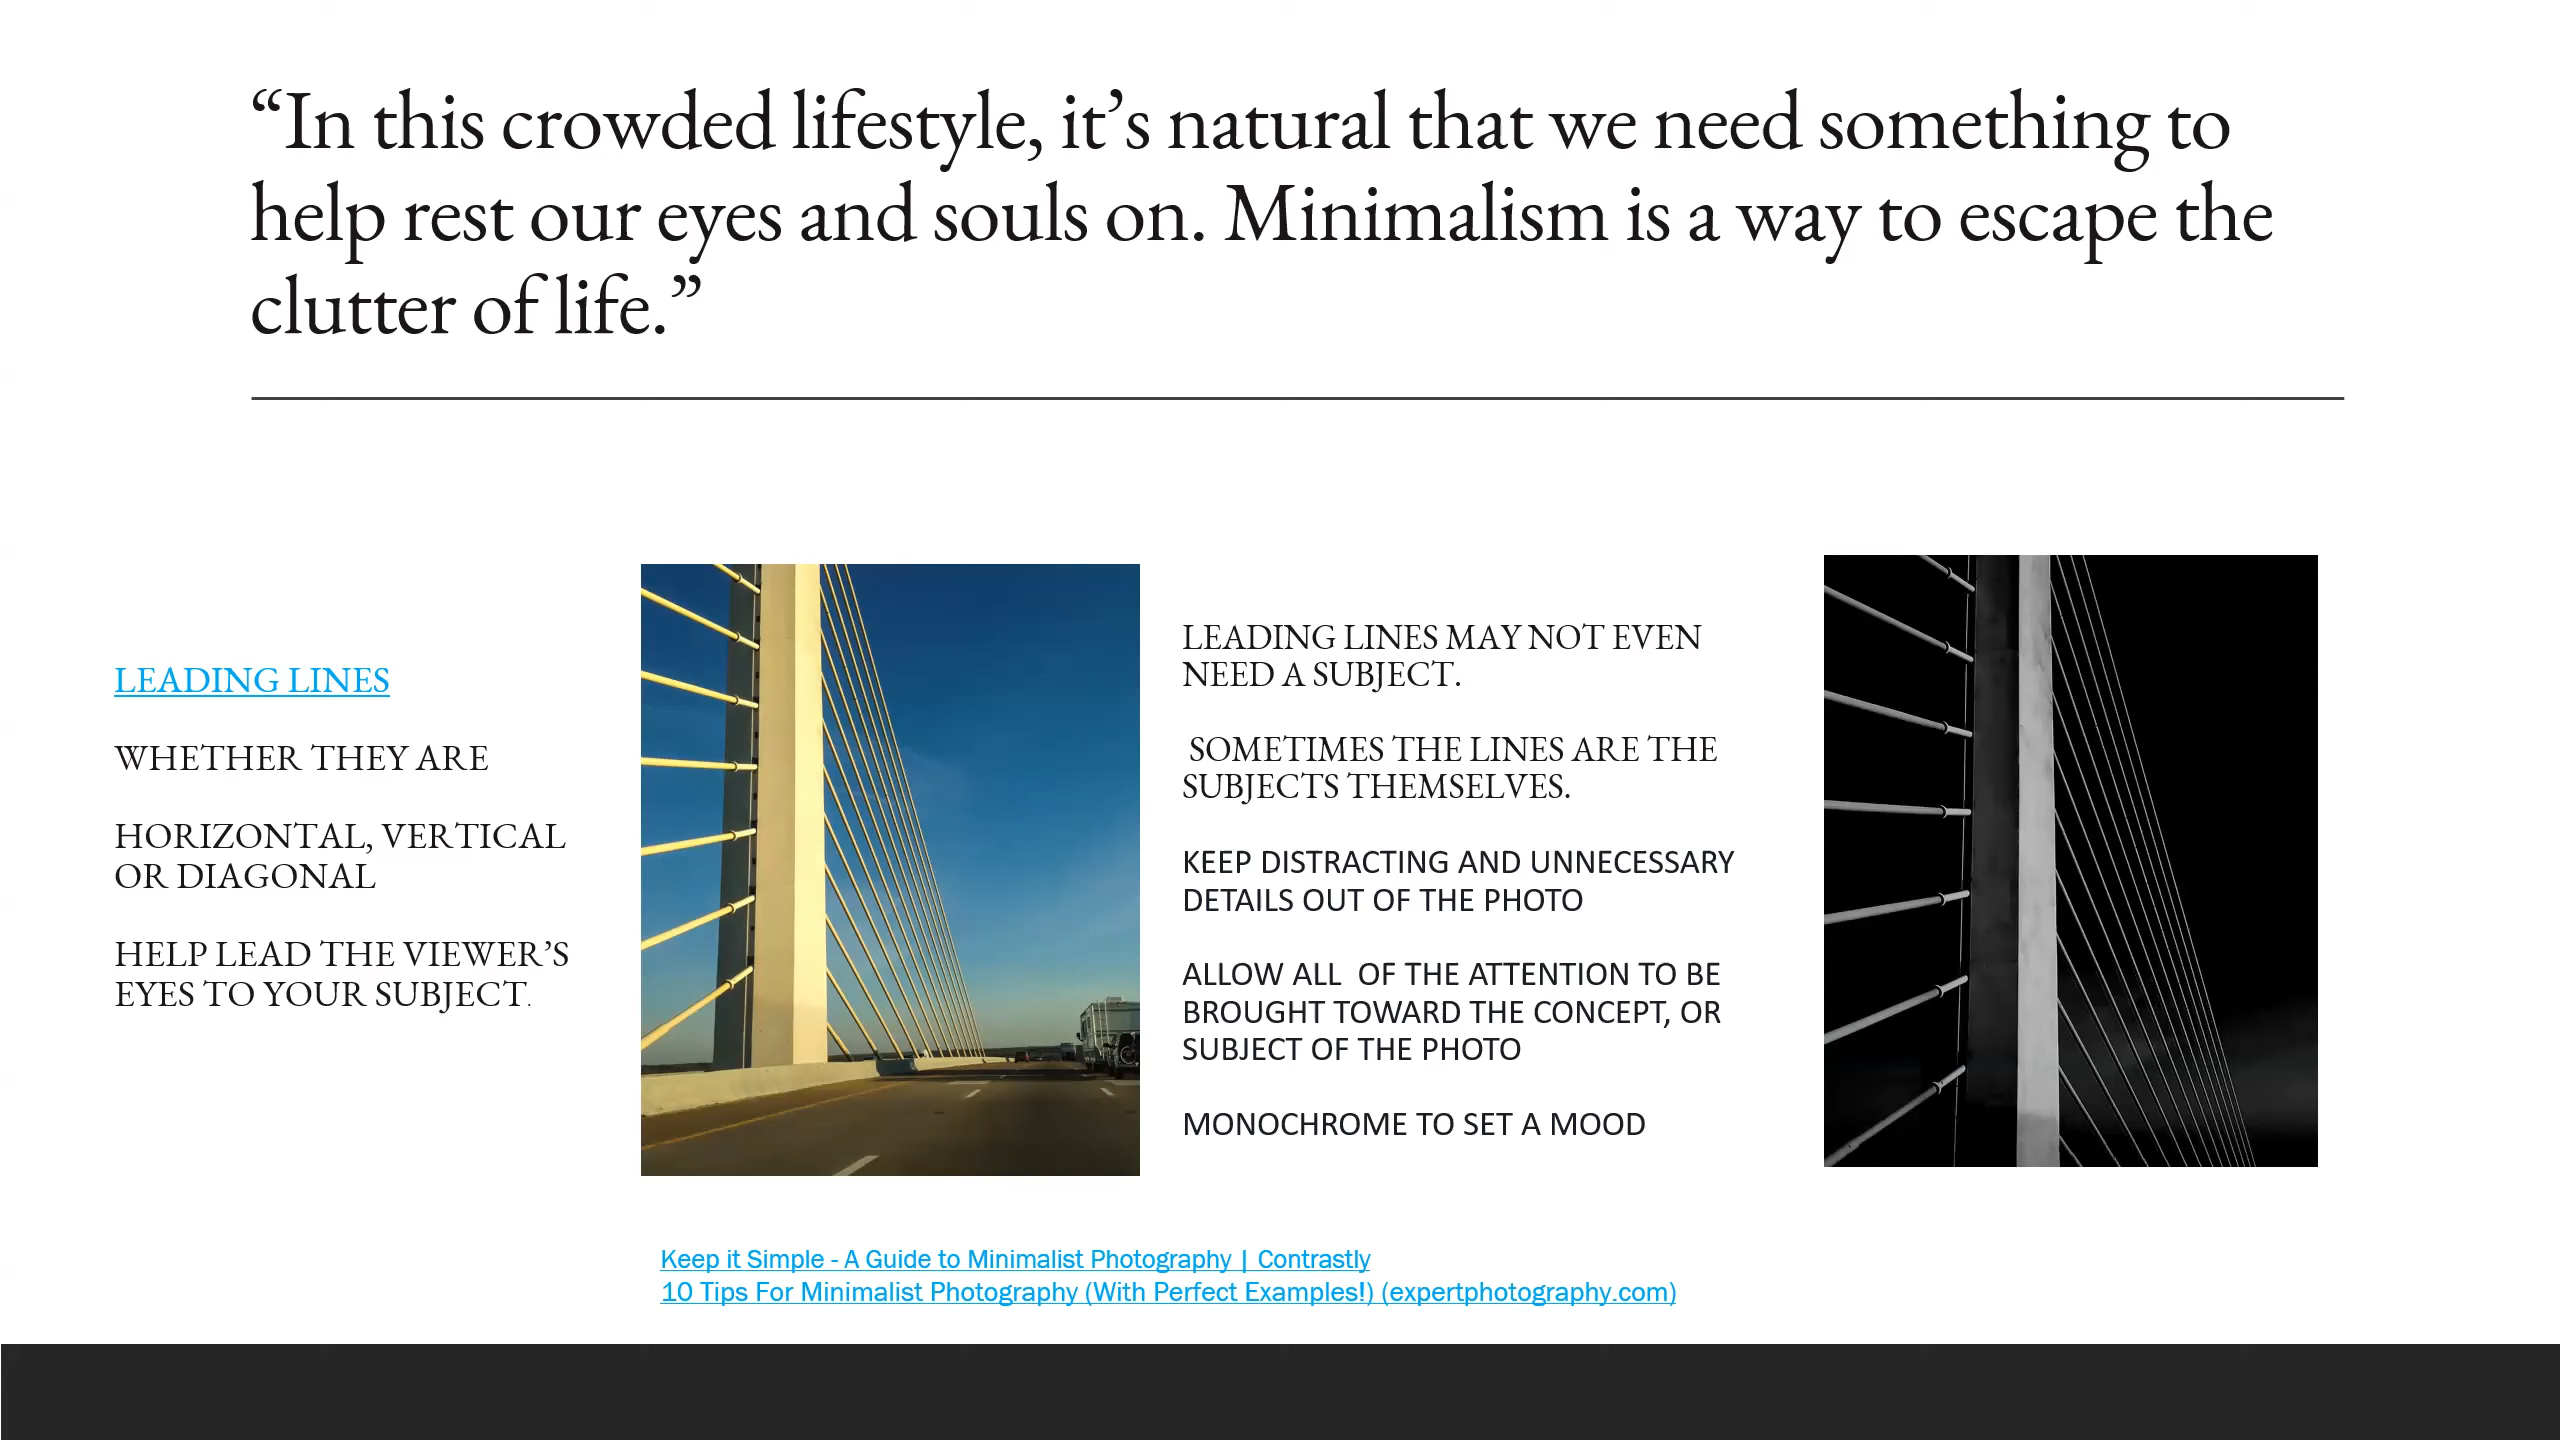 “In this crowded lifestyle, it’s natural that we need something to
help rest our eyes and souls on. Minimalism is a way to escape the
clutter of life.”
LEADING LINES
WHETHER THEY ARE
HORIZONTAL, VERTICAL
OR DIAGONAL
HELP LEAD THE VIEWER’S
EYES TO YOUR SUBJECT.
LEADING LINES MAY NOT EVEN
NEED A SUBJECT.
SOMETIMES THE LINES ARE THE
SUBJECTS THEMSELVES.
KEEP DISTRACTING AND UNNECESSARY
DETAILS OUT OF THE PHOTO
ALLOW ALL  OF THE ATTENTION TO BE
BROUGHT TOWARD THE CONCEPT, OR
SUBJECT OF THE PHOTO
MONOCHROME TO SET A MOOD
Keep it Simple - A Guide to Minimalist Photography | Contrastly
10 Tips For Minimalist Photography (With Perfect Examples!) (expertphotography.com)